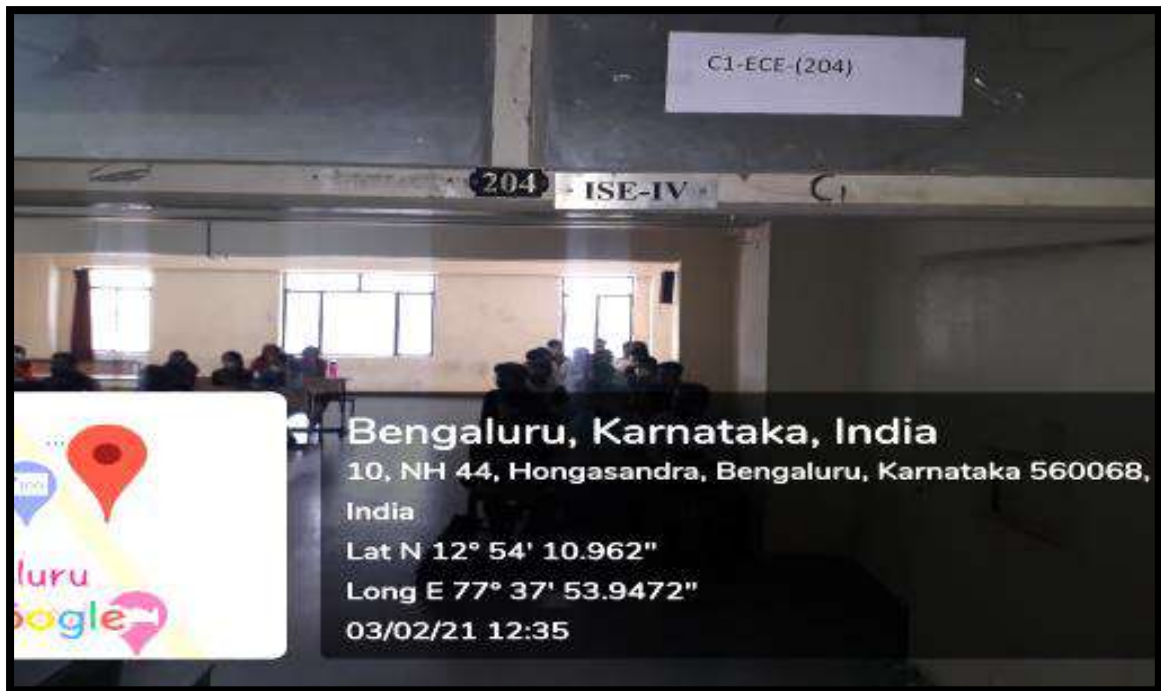 C1-ECE-(204)
204 ISE-IV C1
Bengaluru, Karnataka, India
10, NH 44, Hongasandra, Bengaluru, Karnataka 560068,
India
Lat N 12° 54' 10.962"
Long E 77° 37' 53.9472"
03/02/21 12:35
luru
oogle